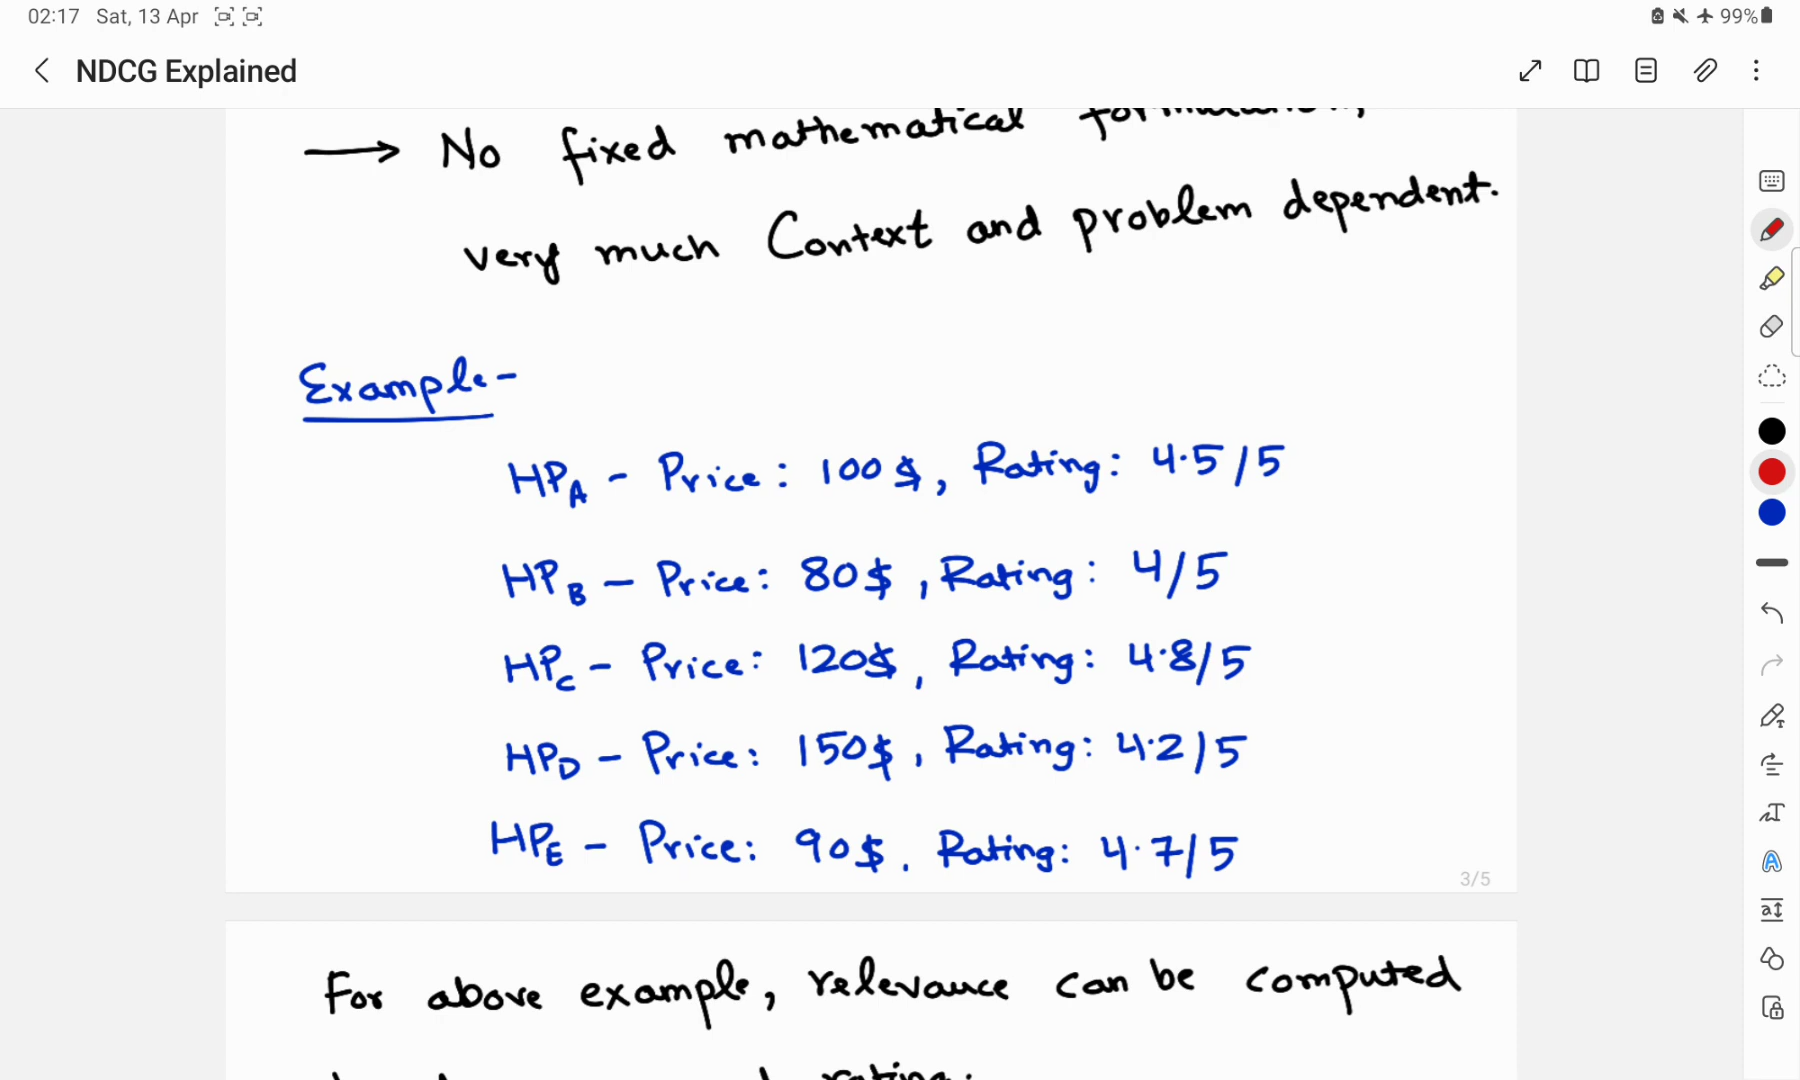 02:17 Sat, 13 Apr 99%
NDCG Explained
→ No fixed mathematical
very much Context and problem dependent.
Example-
HPA - Price: 100$, Rating: 4.5/5
HPB - Price: 80$, Rating: 4/5
HPC - Price: 120$, Rating: 4.8/5
HPD - Price: 150$, Rating: 4.2/5
HPE - Price: 90$. Rating: 4.7/5
3/5
For above example, relevance can be computed
rating: